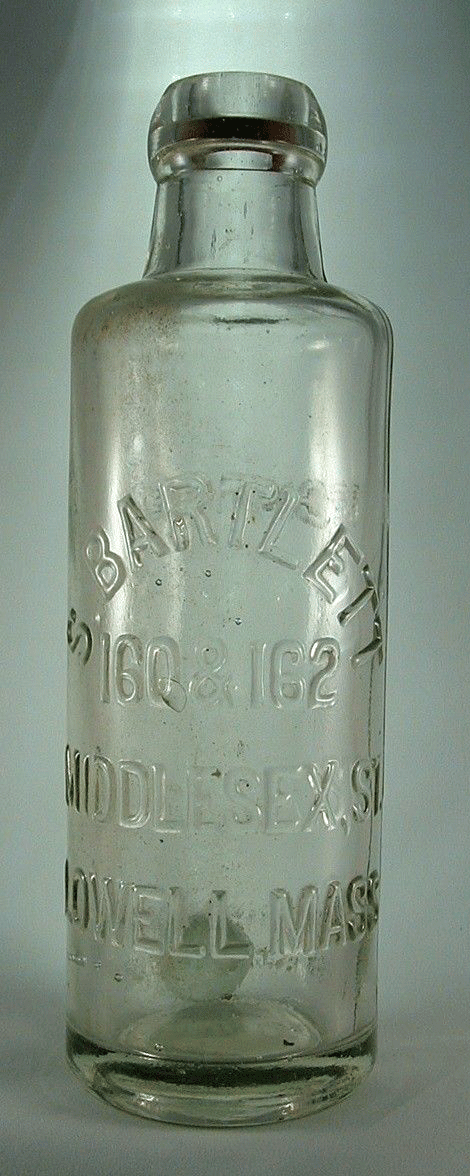 S BARTLETT
160 & 162
MIDDLESEX, ST.
LOWELL, MASS